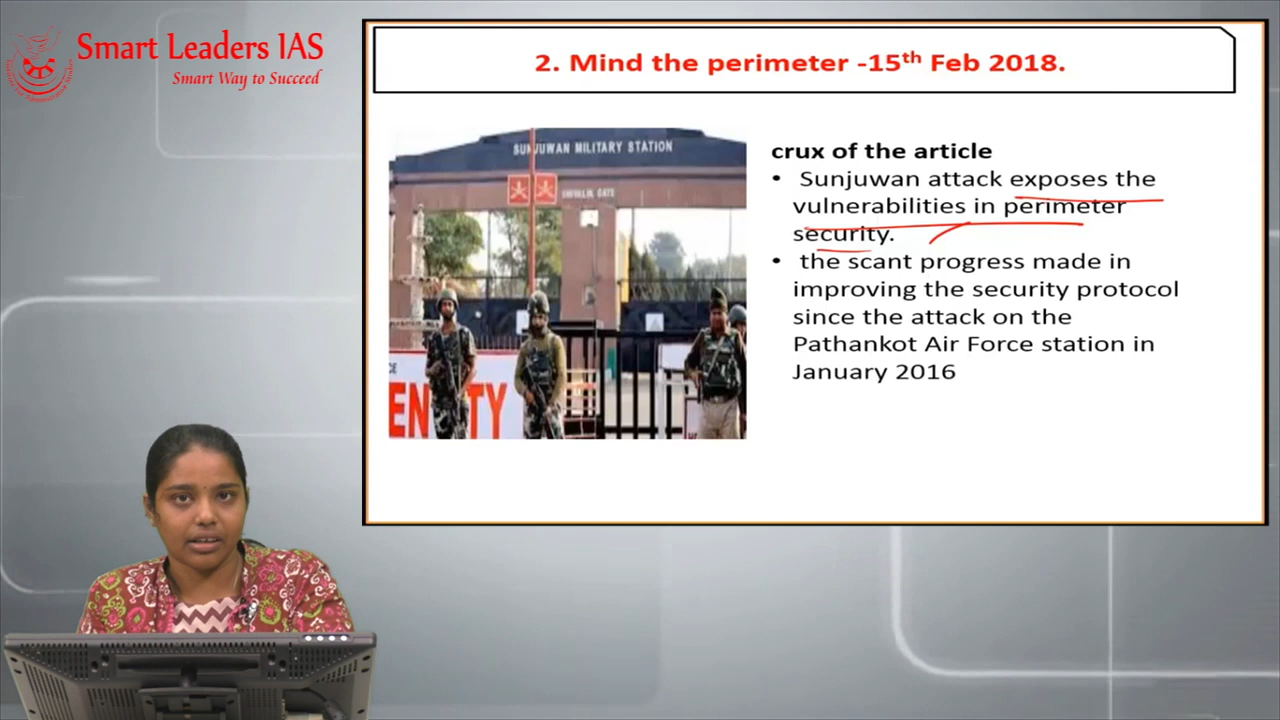 Smart Leaders IAS
Smart Way to Succeed
2. Mind the perimeter -15th Feb 2018.
SUNJUWAN MILITARY STATION
crux of the article
• Sunjuwan attack exposes the
vulnerabilities in perimeter
security.
• the scant progress made in
improving the security protocol
since the attack on the
Pathankot Air Force station in
January 2016